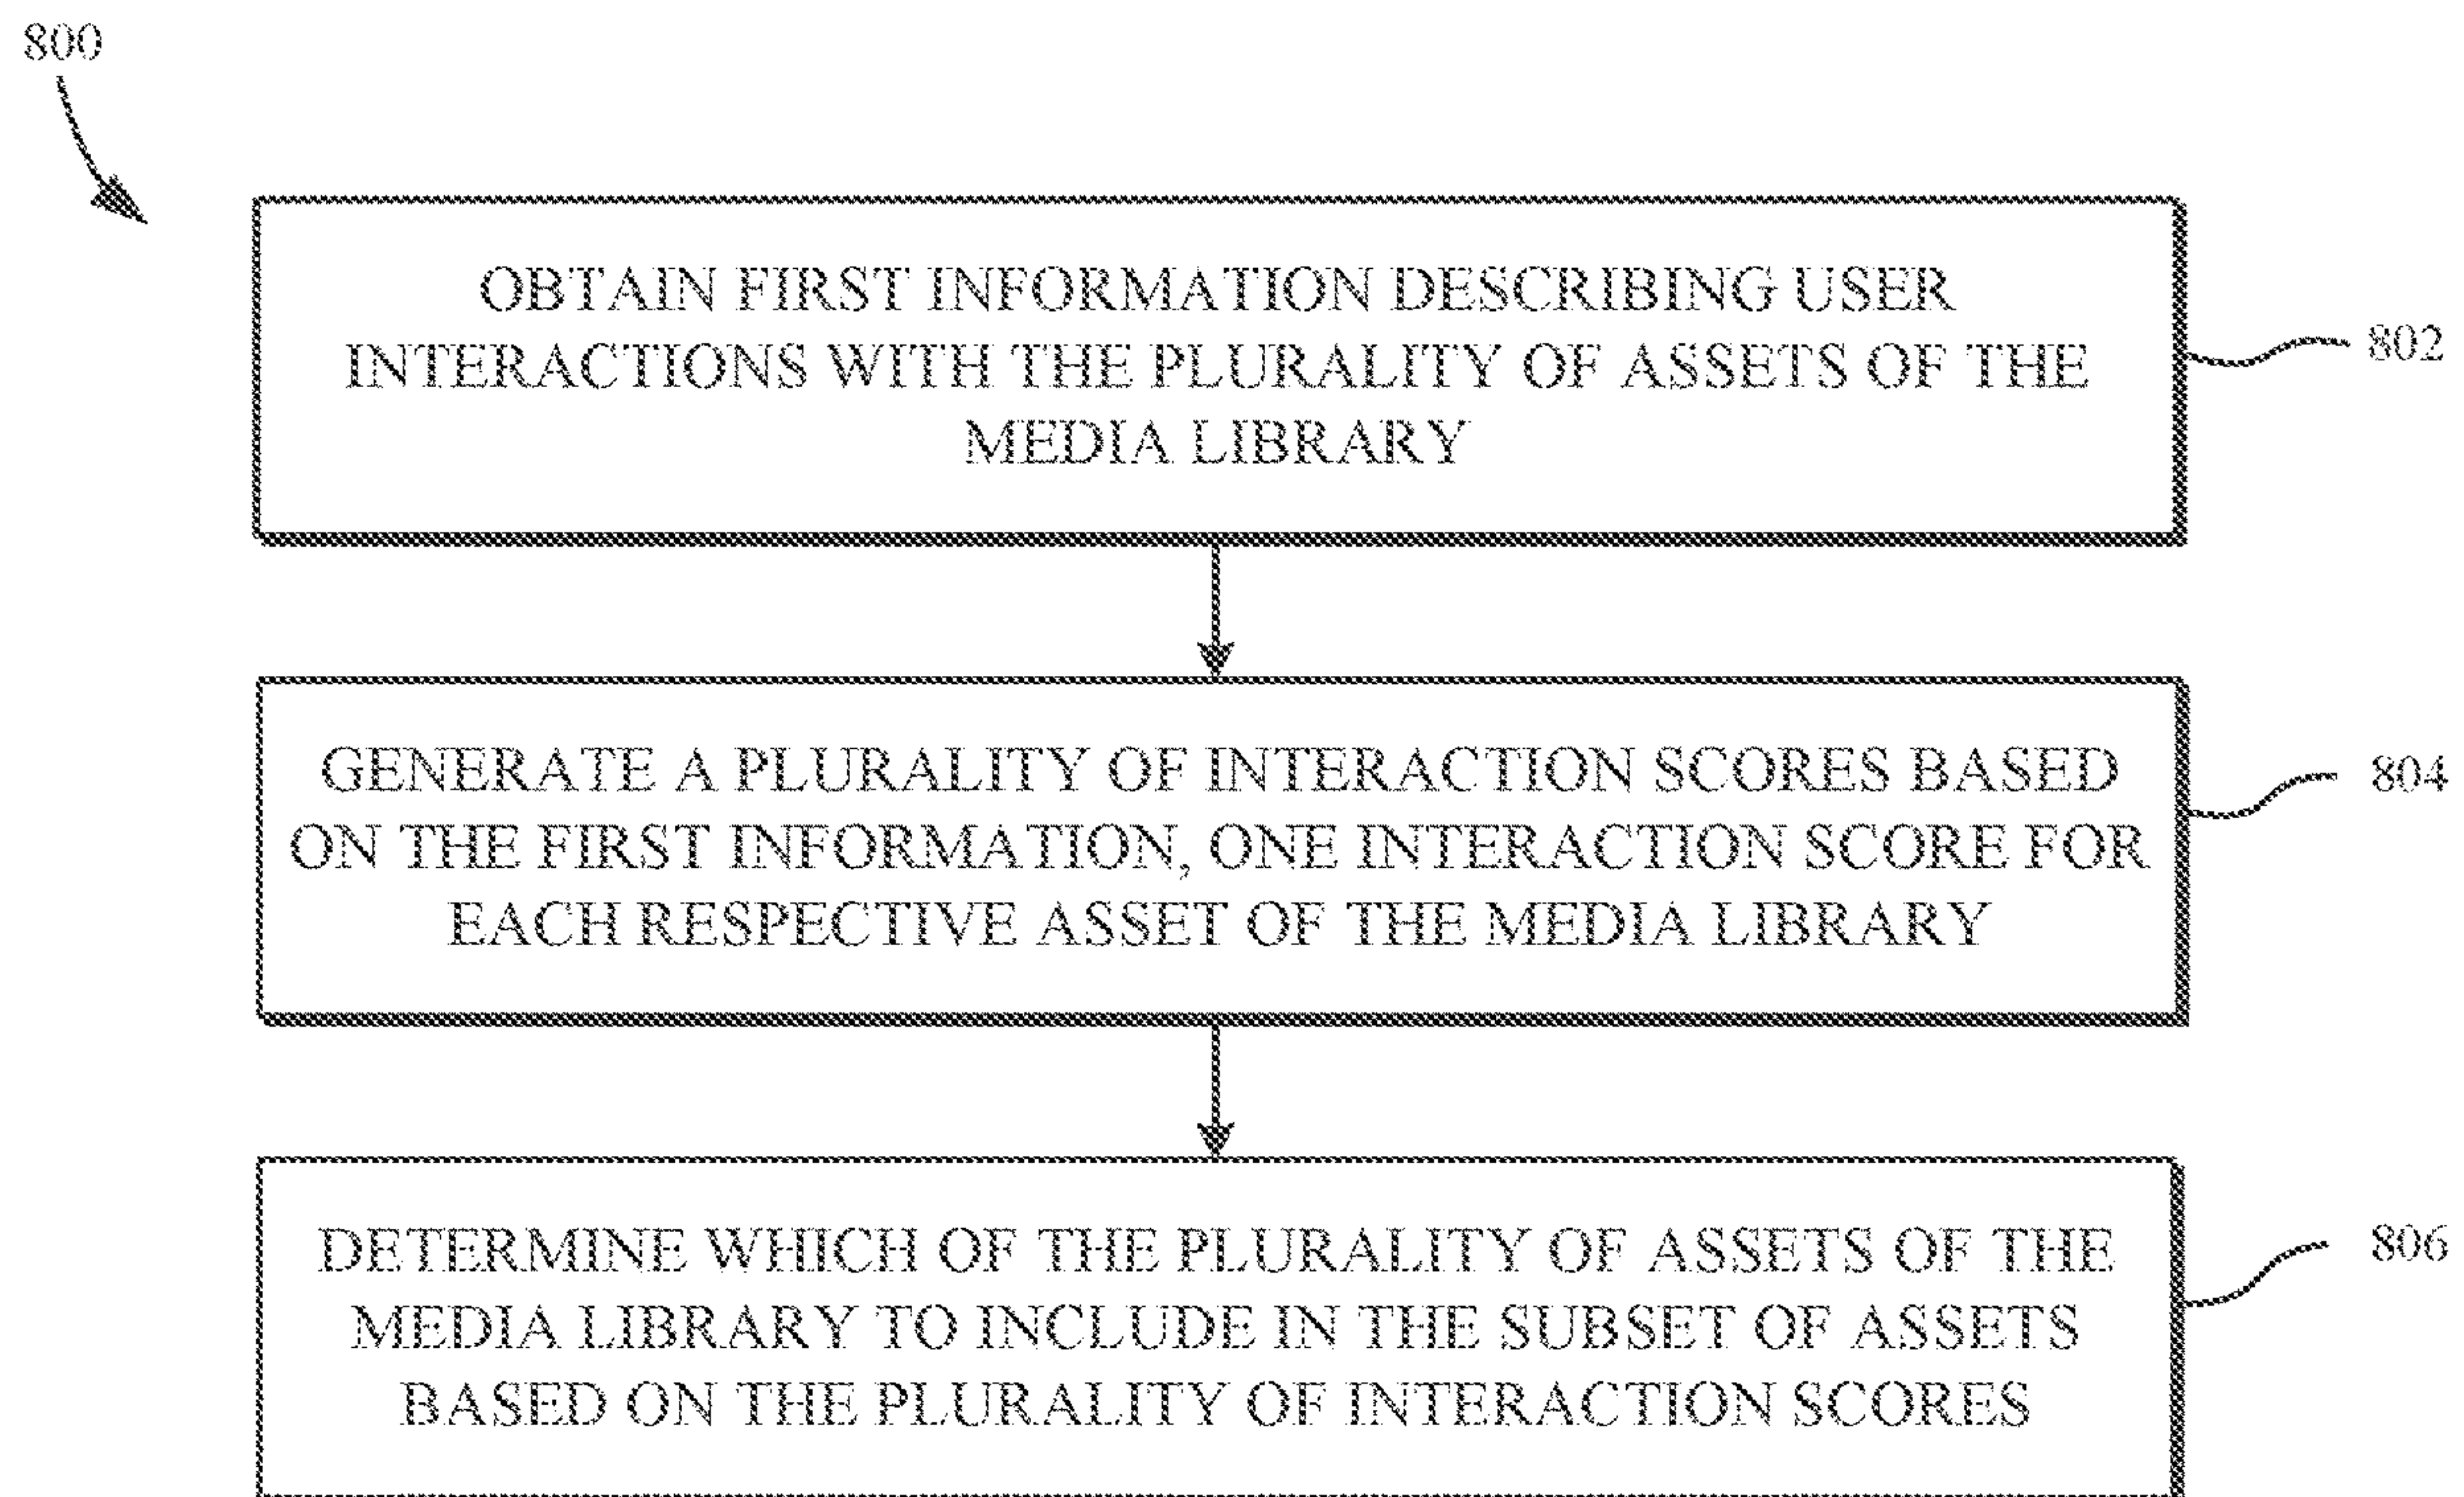 800
OBTAIN FIRST INFORMATION DESCRIBING USER
INTERACTIONS WITH THE PLURALITY OF ASSETS OF THE
MEDIA LIBRARY
802
GENERATE A PLURALITY OF INTERACTION SCORES BASED
ON THE FIRST INFORMATION, ONE INTERACTION SCORE FOR
EACH RESPECTIVE ASSET OF THE MEDIA LIBRARY
804
DETERMINE WHICH OF THE PLURALITY OF ASSETS OF THE
MEDIA LIBRARY TO INCLUDE IN THE SUBSET OF ASSETS
BASED ON THE PLURALITY OF INTERACTION SCORES
806